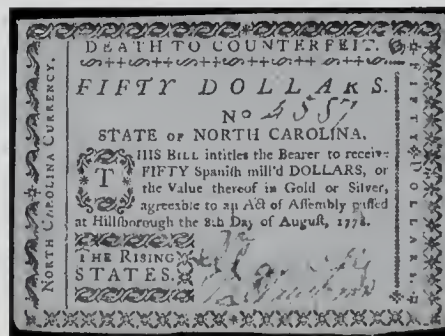 DEATH TO COUNTERFEIT.
FIFTY DOLLARS.
No 4557
STATE OF NORTH CAROLINA.
THIS BILL intitles the Bearer to receive
FIFTY Spanish mill'd DOLLARS, or
the Value thereof in Gold or Silver,
agreeable to an Act of Assembly passed
at Hillsborough the 8th Day of August, 1778.
THE RISING
STATES.
NORTH CAROLINA CURRENCY.
FIFTY DOLLARS.